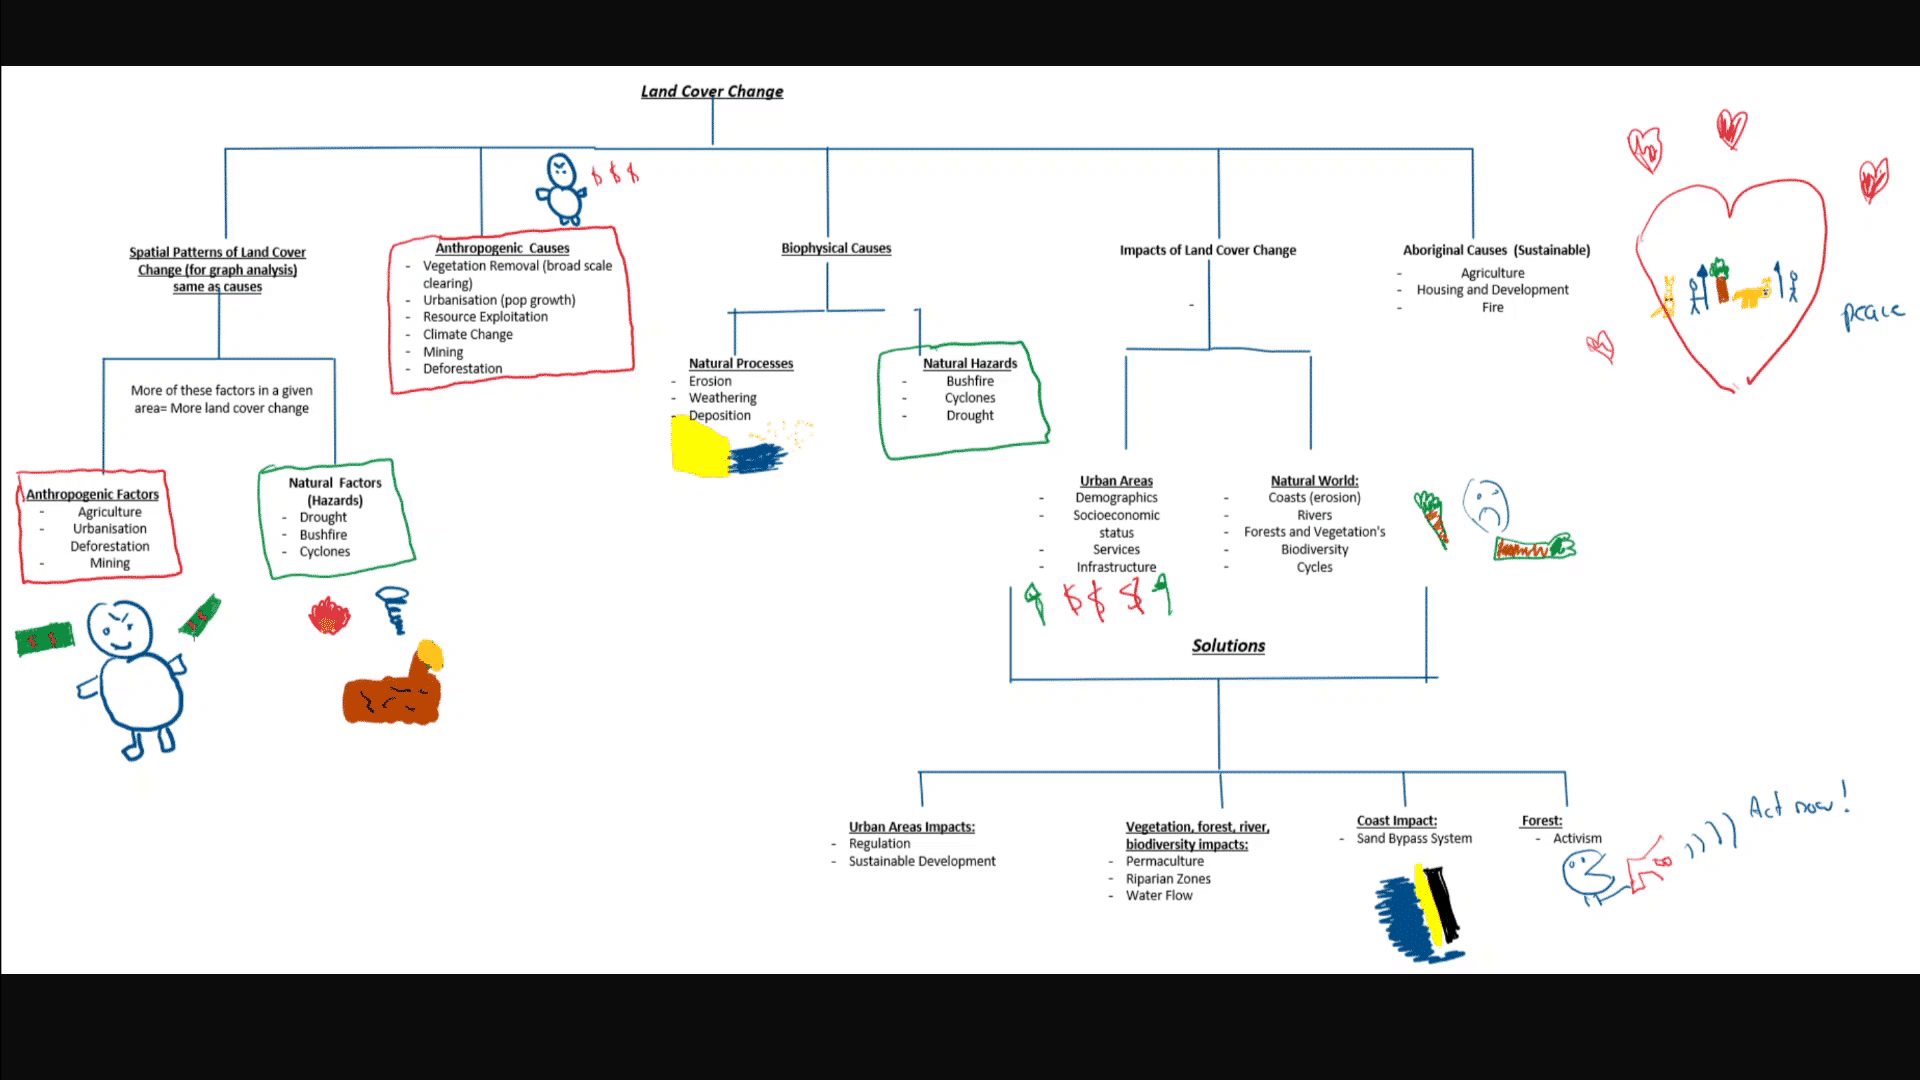 Land Cover Change
Spatial Patterns of Land Cover
Change (for graph analysis)
same as causes
More of these factors in a given
area= More land cover change
Anthropogenic Factors
- Agriculture
- Urbanisation
Deforestation
- Mining
Natural Factors
(Hazards)
- Drought
- Bushfire
- Cyclones
$ $ $
Anthropogenic Causes
- Vegetation Removal (broad scale
clearing)
- Urbanisation (pop growth)
- Resource Exploitation
- Climate Change
- Mining
- Deforestation
Biophysical Causes
Natural Processes
- Erosion
- Weathering
- Deposition
Natural Hazards
- Bushfire
- Cyclones
- Drought
Impacts of Land Cover Change
-
Urban Areas
- Demographics
- Socioeconomic
status
- Services
- Infrastructure
$ $ $
Natural World:
- Coasts (erosion)
- Rivers
- Forests and Vegetation's
- Biodiversity
- Cycles
Aboriginal Causes (Sustainable)
- Agriculture
- Housing and Development
- Fire
peace
Solutions
Urban Areas Impacts:
- Regulation
- Sustainable Development
Vegetation, forest, river,
biodiversity impacts:
- Permaculture
- Riparian Zones
- Water Flow
Coast Impact:
- Sand Bypass System
Forest:
- Activism
Act now!